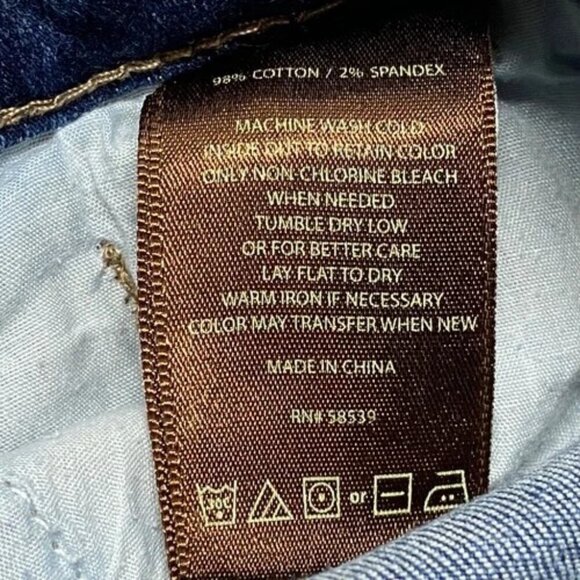 98% COTTON / 2% SPANDEX
MACHINE WASH COLD
INSIDE OUT TO RETAIN COLOR
ONLY NON CHLORINE BLEACH
WHEN NEEDED
TUMBLE DRY LOW
OR FOR BETTER CARE
LAY FLAT TO DRY
WARM IRON IF NECESSARY
COLOR MAY TRANSFER WHEN NEW
MADE IN CHINA
RN# 58539
30C or